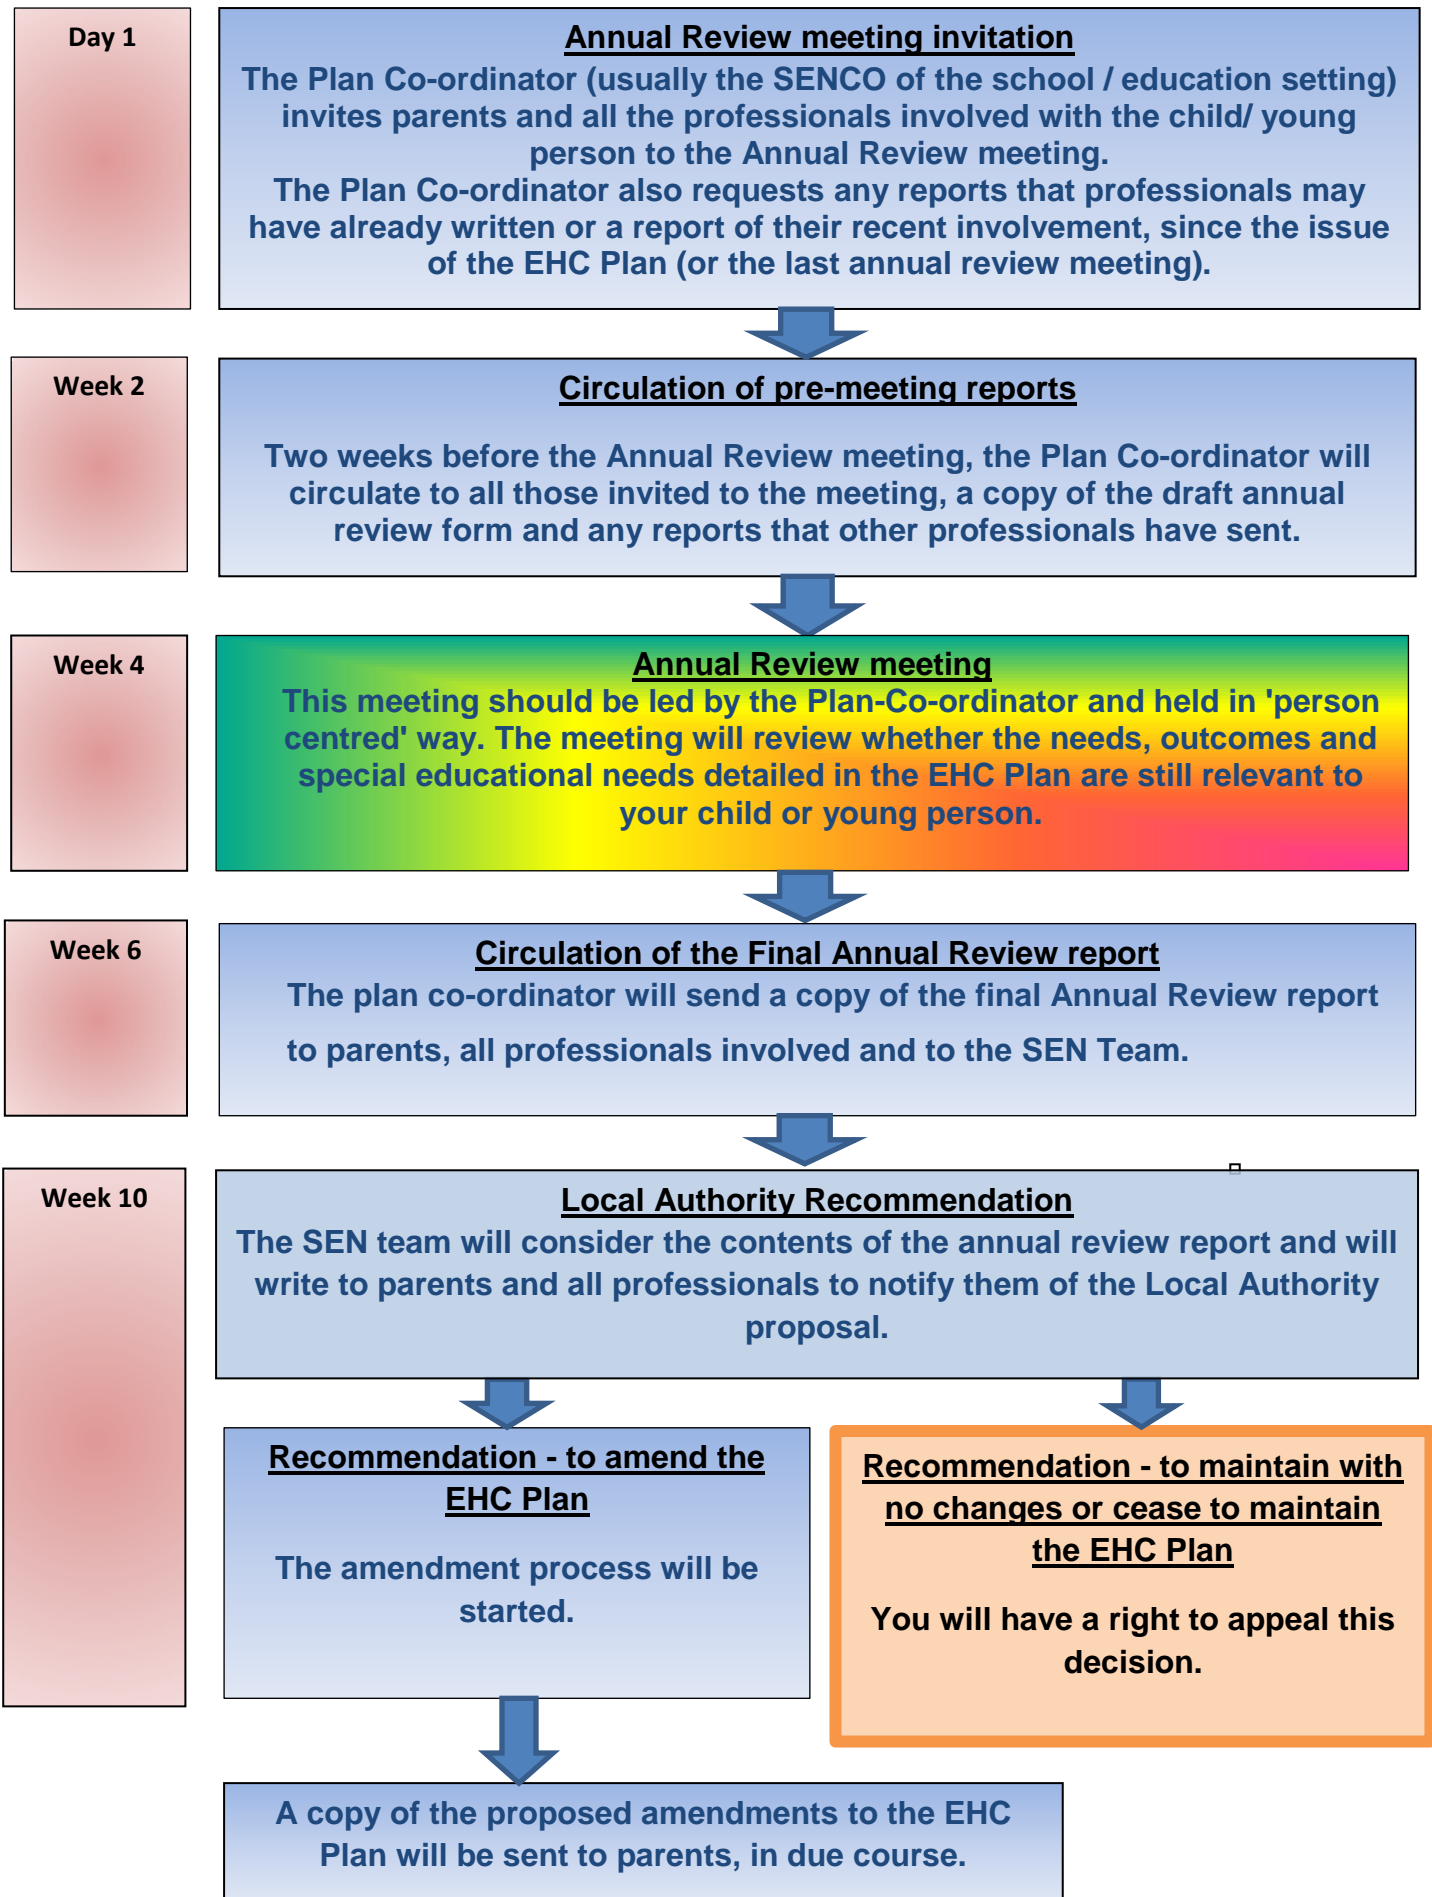 Day 1
Annual Review meeting invitation
The Plan Co-ordinator (usually the SENCO of the school / education setting)
invites parents and all the professionals involved with the child/ young
person to the Annual Review meeting.
The Plan Co-ordinator also requests any reports that professionals may
have already written or a report of their recent involvement, since the issue
of the EHC Plan (or the last annual review meeting).
Week 2
Circulation of pre-meeting reports
Two weeks before the Annual Review meeting, the Plan Co-ordinator will
circulate to all those invited to the meeting, a copy of the draft annual
review form and any reports that other professionals have sent.
Week 4
Annual Review meeting
This meeting should be led by the Plan-Co-ordinator and held in 'person
centred' way. The meeting will review whether the needs, outcomes and
special educational needs detailed in the EHC Plan are still relevant to
your child or young person.
Week 6
Circulation of the Final Annual Review report
The plan co-ordinator will send a copy of the final Annual Review report
to parents, all professionals involved and to the SEN Team.
Week 10
Local Authority Recommendation
The SEN team will consider the contents of the annual review report and will
write to parents and all professionals to notify them of the Local Authority
proposal.
Recommendation - to amend the
EHC Plan
The amendment process will be
started.
Recommendation - to maintain with
no changes or cease to maintain
the EHC Plan
You will have a right to appeal this
decision.
A copy of the proposed amendments to the EHC
Plan will be sent to parents, in due course.